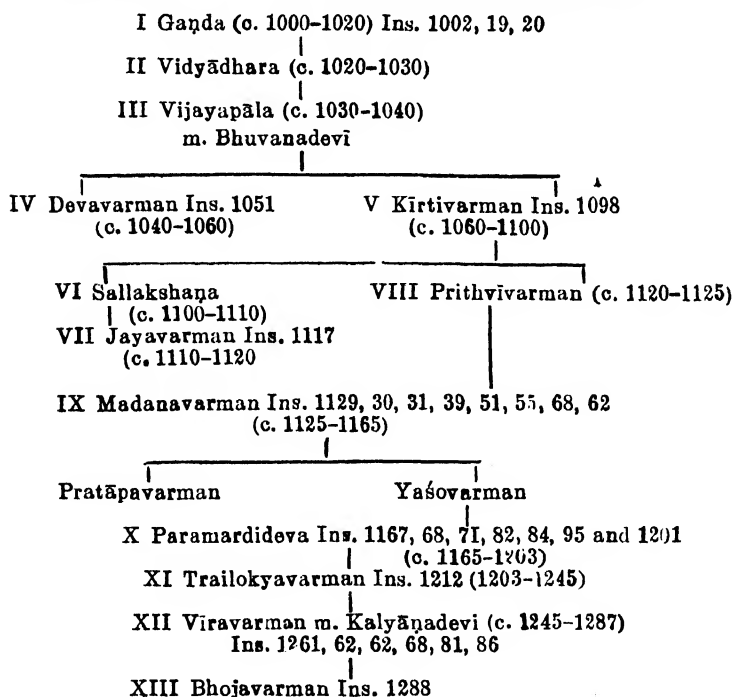 I Gaṇda (c. 1000–1020) Ins. 1002, 19, 20
II Vidyādhara (c. 1020–1030)
III Vijayapāla (c. 1030–1040)
m. Bhuvanadevī
IV Devavarman Ins. 1051 V Kīrtivarman Ins. 1098
(c. 1040–1060) (c. 1060–1100)
VI Sallakshaṇa VIII Prithvīvarman (c. 1120–1125)
(c. 1100–1110)
VII Jayavarman Ins. 1117
(c. 1110–1120
IX Madanavarman Ins. 1129, 30, 31, 39, 51, 55, 68, 62
(c. 1125–1165)
Pratāpavarman Yaśovarman
X Paramardideva Ins. 1167, 68, 71, 82, 84, 95 and 1201
(c. 1165–1203)
XI Trailokyavarman Ins. 1212 (1203–1245)
XII Vīravarman m. Kalyāṇadevi (c. 1245–1287)
Ins. 1261, 62, 62, 68, 81, 86
XIII Bhojavarman Ins. 1288